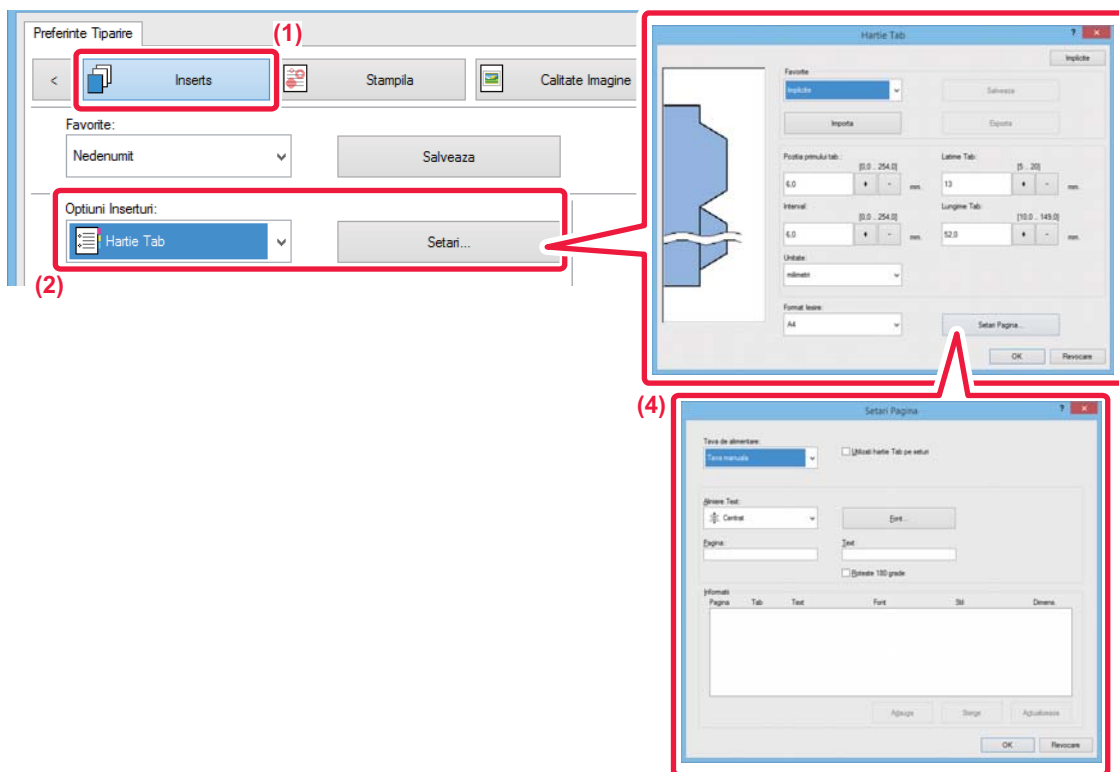 Preferinte Tiparire
(1)
< Inserts Stampila Calitate Imagine
Favorite:
Nedenumit Salveaza
Optiuni Inserturi:
Hartie Tab Setari...
(2)
Hartie Tab ? ×
Implicite
Favorite
Implicite Salveaza
Importa Exporta
Pozitia primului tab.: Latime Tab:
[0,0 .. 254,0] [5 .. 20]
6,0 + - mm. 13 + - mm.
Interval: Lungime Tab:
[0,0 .. 254,0] [10,0 .. 149,0]
6,0 + - mm. 52,0 + - mm.
Unitate:
milimetri
Format Iesire:
A4 Setari Pagina...
OK Revocare
(4)
Setari Pagina ? ×
Tava de alimentare:
Tava manuala Utilizati hartie Tab pe seturi
Aliniere Text:
Centrat Font...
Pagina: Text:
Roteste 180 grade
Informatii
Pagina Tab Text Font Stil Dimens.
Adauga Sterge Actualizeaza
OK Revocare